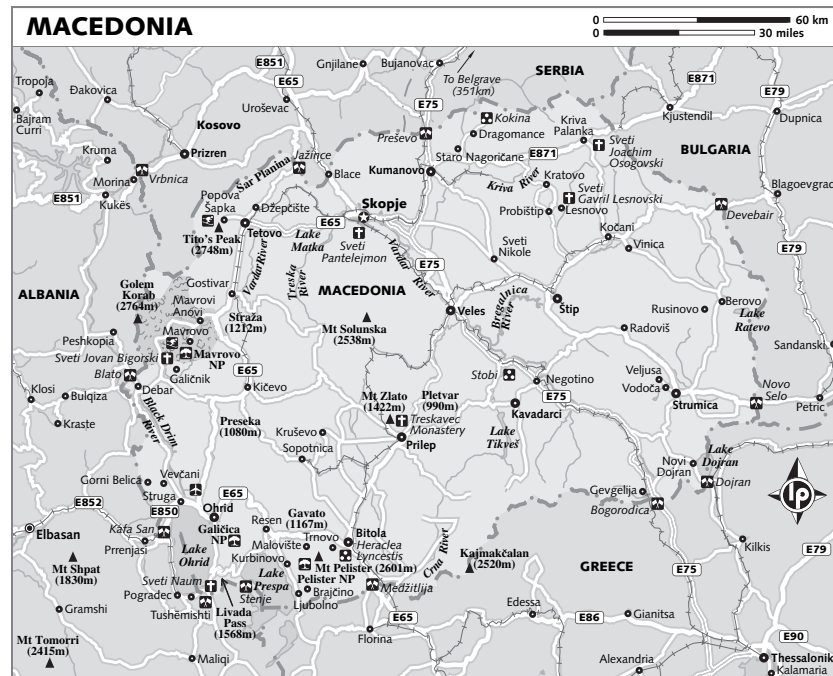 MACEDONIA
0 60 km
0 30 miles
E851
E65
Gnjilane
Bujanovac
To Belgrave
(351km)
SERBIA
E871
E79
Tropoja
Đakovica
Uroševac
E75
Kokina
Kjustendil
Dupnica
Bajram
Curri
Kosovo
Preševo
Dragomance
Kriva
Palanka
Sveti
Joachim
Osogovski
Kruma
Prizren
Jažince
Šar Planina
Staro Nagoričane
E871
BULGARIA
Morina
Vrbnica
Blace
Kumanovo
Kriva River
Kratovo
Sveti
Gavril Lesnovski
Blagoevgrad
E851
Kukës
Popova
Šapka
Džepčište
Skopje
Probištip
Lesnovo
Devebair
Tito's Peak
(2748m)
Tetovo
E65
Lake
Matka
Sveti
Pantelejmon
Vardar River
Kočani
Vinica
E79
Vardar River
Treska
River
Sveti
Nikole
E75
Gostivar
ALBANIA
Golem
Korab
(2764m)
Mavrovi
Anovi
Straža
(1212m)
MACEDONIA
Veles
Bregalnica
River
Štip
Rusinovo
Berovo
Lake
Ratevo
Mt Solunska
(2538m)
Radoviš
Peshkopia
Mavrovo
Sveti Jovan Bigorski
Mavrovo
NP
Sandanski
Blato
Galičnik
E65
Stobi
Negotino
Veljusa
Vodoča
Novo
Selo
Klosi
Bulqiza
Debar
Kičevo
Mt Zlato
(1422m)
Pletvar
(990m)
E75
Strumica
Petric
Kraste
Black Drim
River
Preseka
(1080m)
Kruševo
Treskavec
Monastery
Kavadarci
Sopotnica
Prilep
Lake
Tikveš
Novi
Dojran
Lake
Dojran
Gorni Belica
Vevčani
Gevgelija
Dojran
Struga
E65
Bogorodica
E852
E850
Ohrid
Gavato
(1167m)
Resen
Elbasan
Káfa San
Galičica
NP
Trnovo
Bitola
E79
Prrenjasi
Malovište
Heraclea
Lyncestis
Crna River
Kajmakčalan
(2520m)
Kilkis
Mt Shpat
(1830m)
Lake
Ohrid
Kurbinovo
Mt Pelister (2601m)
GREECE
Sveti Naum
Lake
Prespa
Pelister NP
Medžitlija
E75
Pogradec
Stenje
Brajčino
Gramshi
Tushëmishti
Livada
Pass
(1568m)
Ljubolno
E65
Edessa
E86
Gianitsa
Mt Tomorri
(2415m)
Florina
E90
Maliqi
Alexandria
Thessaloniki
Kalamaria
lp